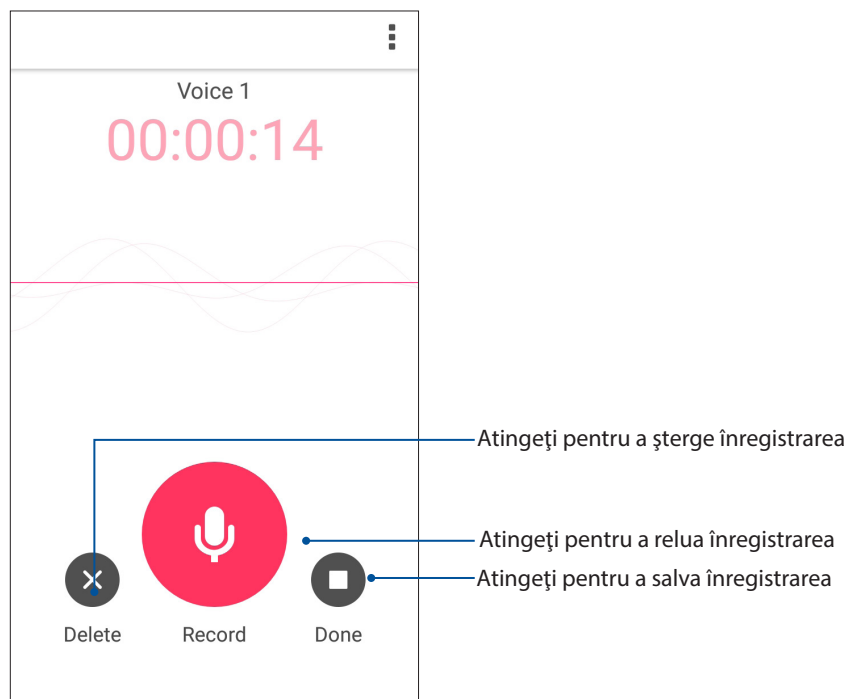 Voice 1
00:00:14
Atingeţi pentru a şterge înregistrarea
Atingeţi pentru a relua înregistrarea
Atingeţi pentru a salva înregistrarea
Delete
Record
Done